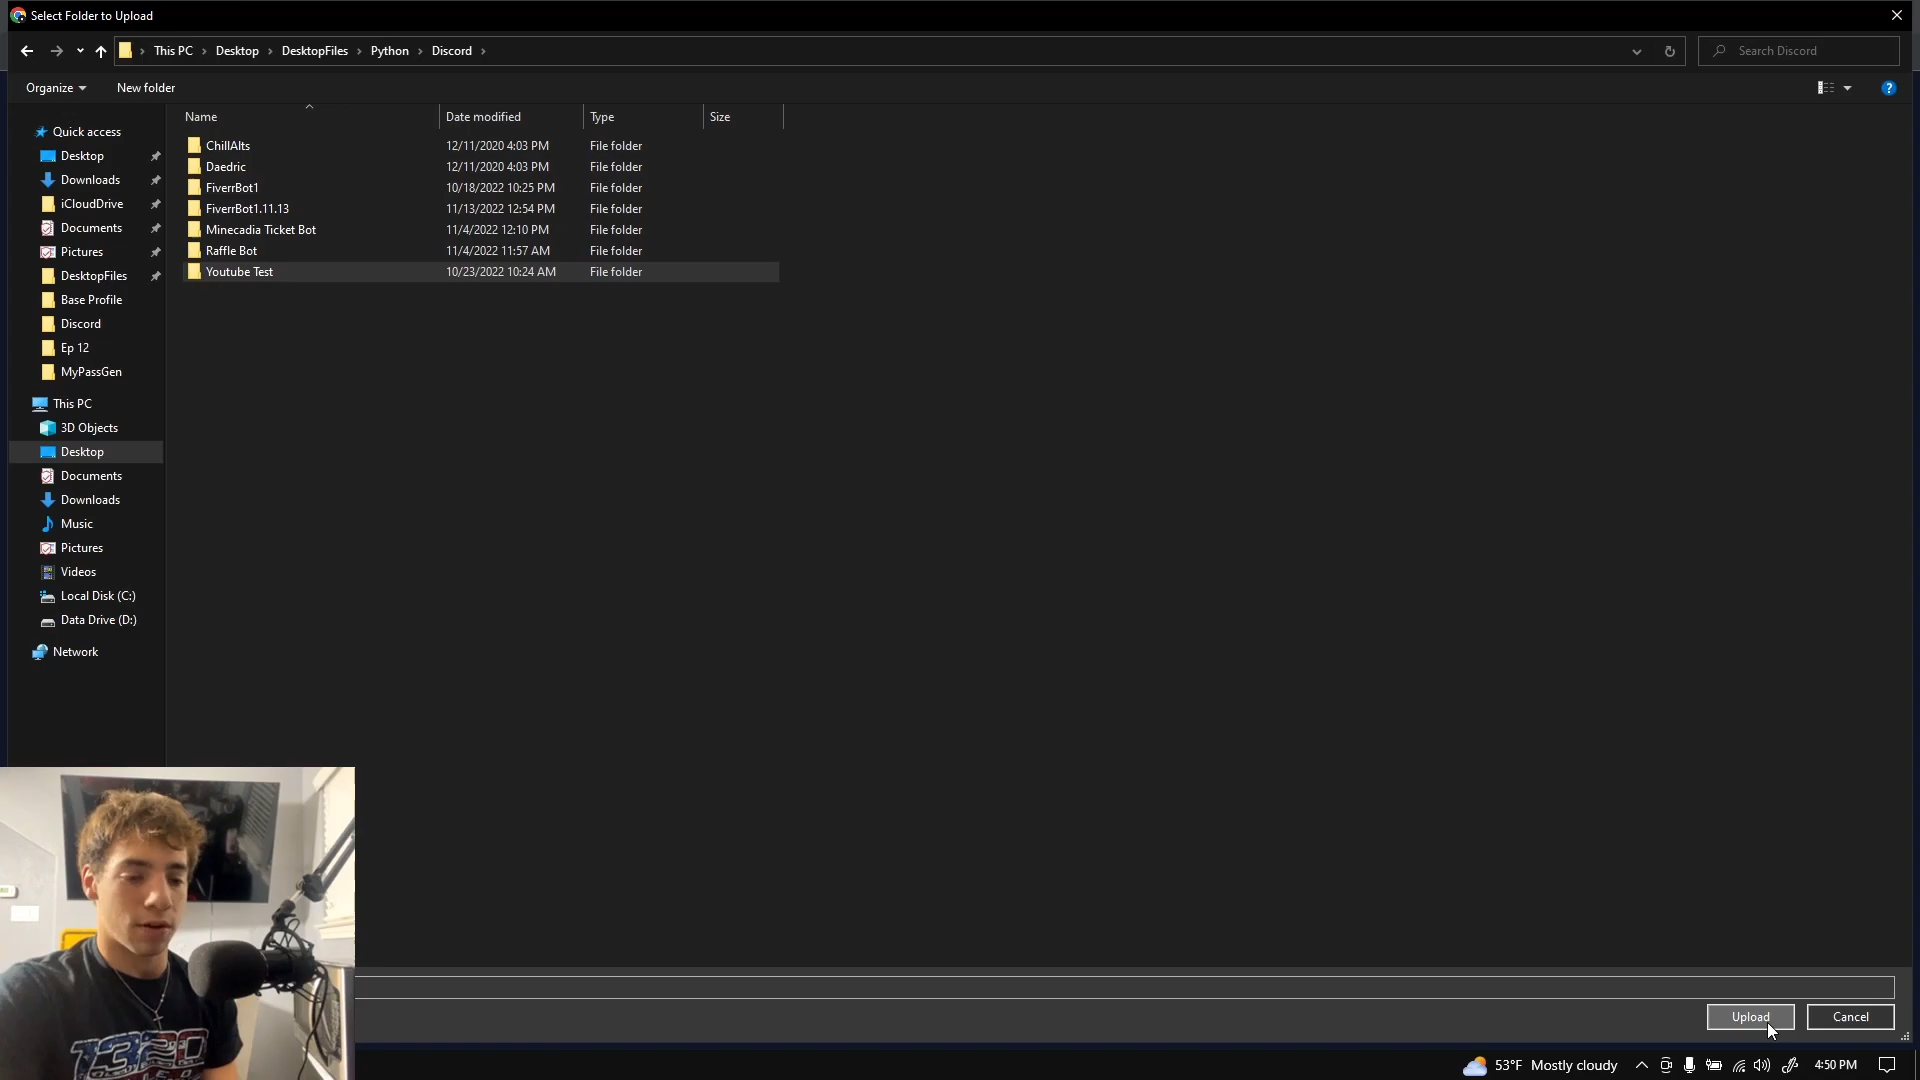 Select Folder to Upload
This PC > Desktop > DesktopFiles > Python > Discord >
Search Discord
Organize
New folder
Name
Date modified
Type
Size
ChillAlts 12/11/2020 4:03 PM File folder
Daedric 12/11/2020 4:03 PM File folder
FiverrBot1 10/18/2022 10:25 PM File folder
FiverrBot1.11.13 11/13/2022 12:54 PM File folder
Minecadia Ticket Bot 11/4/2022 12:10 PM File folder
Raffle Bot 11/4/2022 11:57 AM File folder
Youtube Test 10/23/2022 10:24 AM File folder
Quick access
Desktop
Downloads
iCloudDrive
Documents
Pictures
DesktopFiles
Base Profile
Discord
Ep 12
MyPassGen
This PC
3D Objects
Desktop
Documents
Downloads
Music
Pictures
Videos
Local Disk (C:)
Data Drive (D:)
Network
1320
Upload
Cancel
53°F Mostly cloudy
4:50 PM